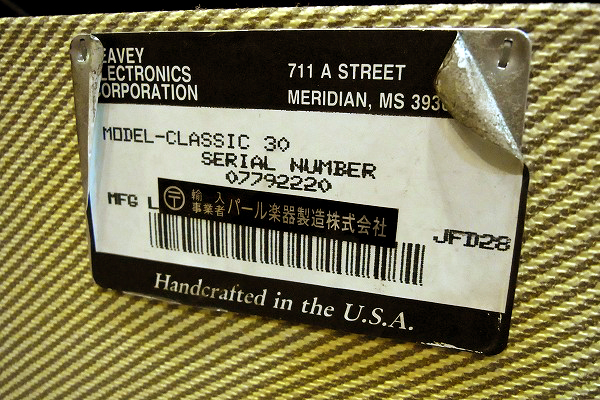 EAVEY
LECTRONICS
ORPORATION
711 A STREET
MERIDIAN, MS 393
MODEL-CLASSIC 30
SERIAL NUMBER
07792220
MFG L
〒 輸入
事業者 パール楽器製造株式会社
JFD28
Handcrafted in the U.S.A.